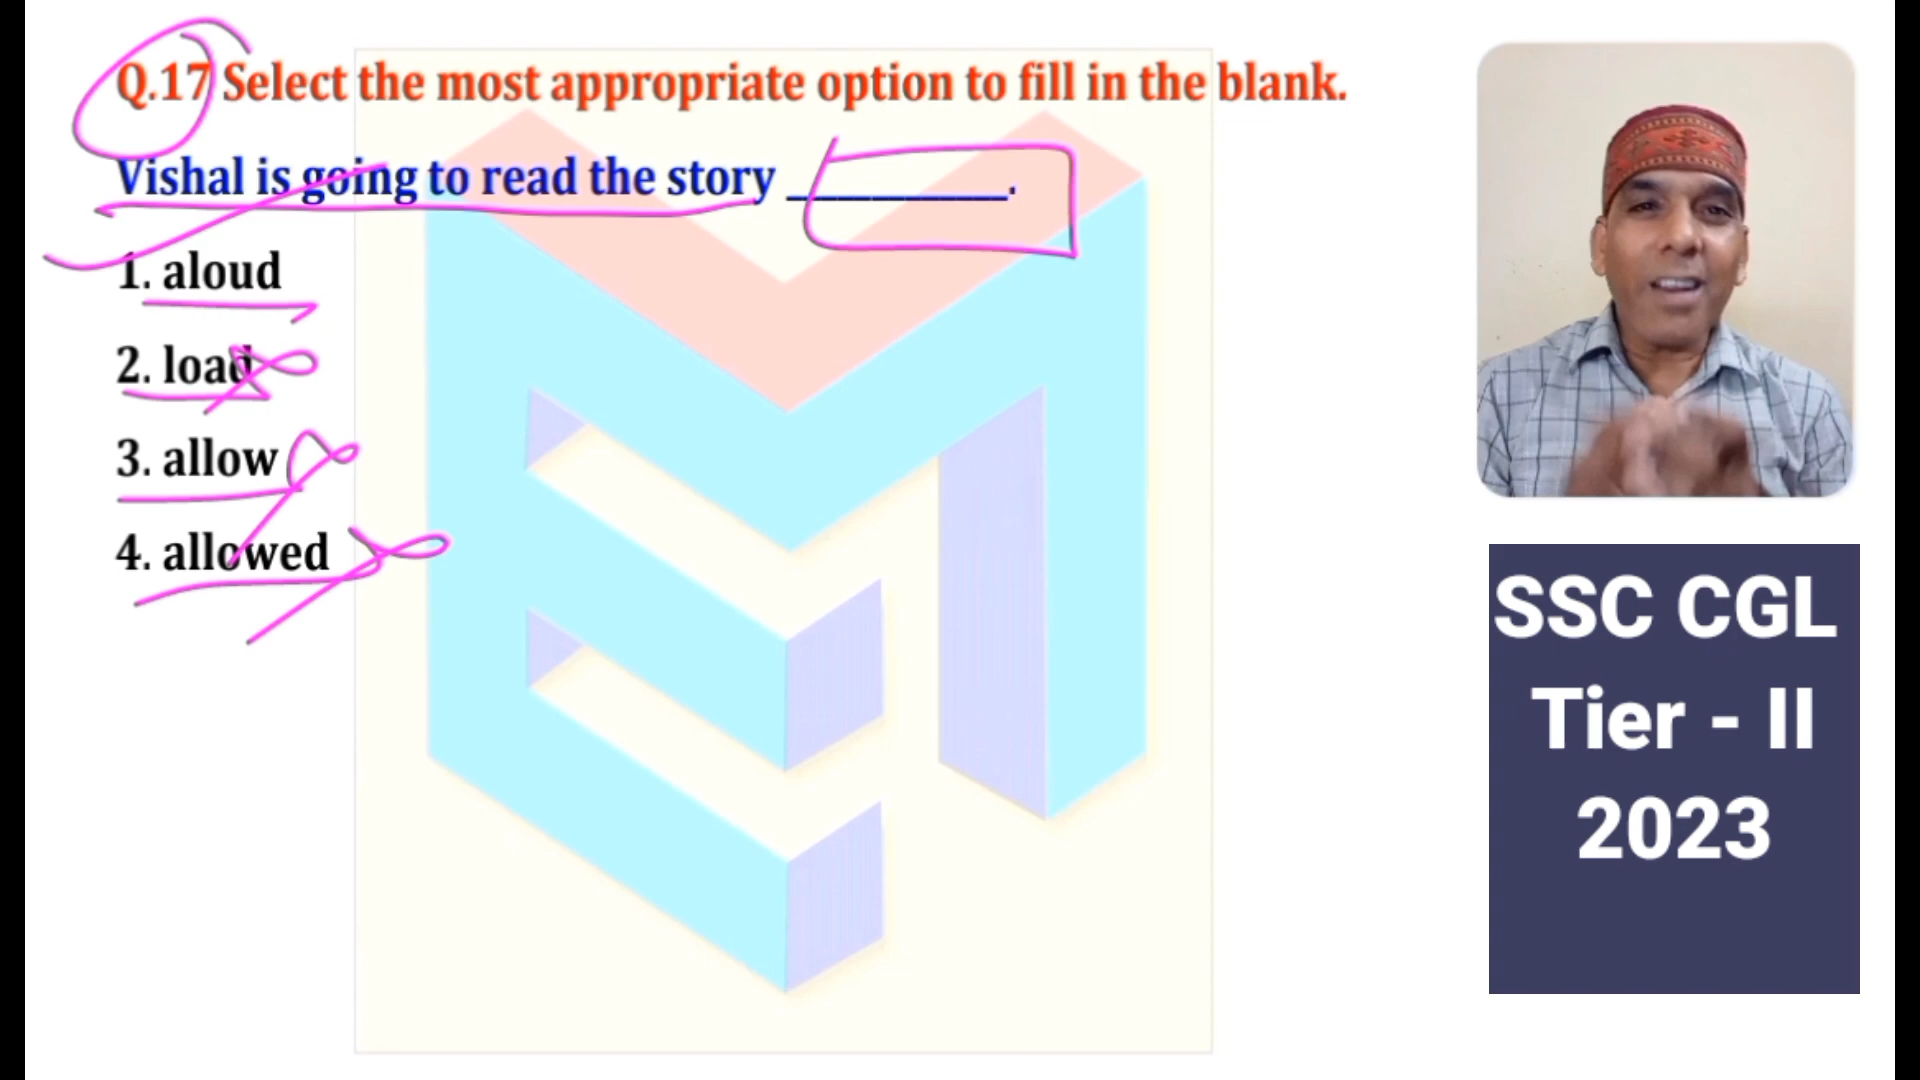 Q.17 Select the most appropriate option to fill in the blank.
Vishal is going to read the story ___________.
1. aloud
2. load
3. allow
4. allowed
SSC CGL
Tier - II
2023